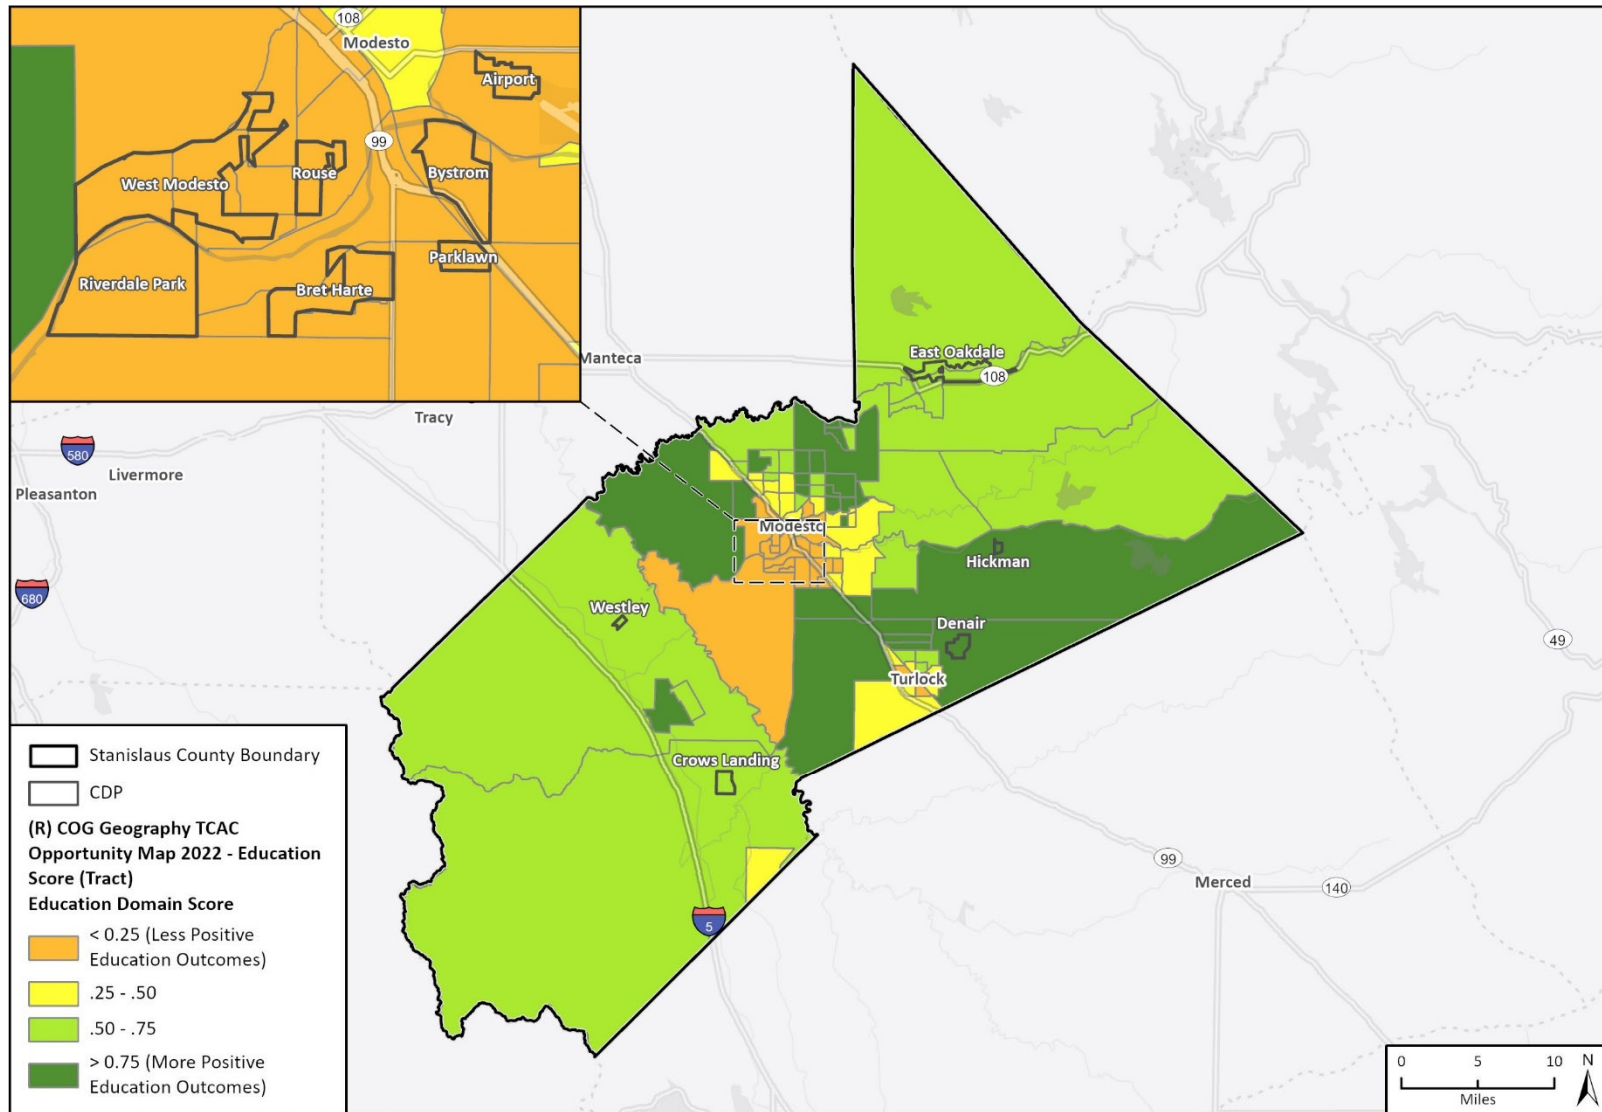 108
Modesto
Airport
99
West Modesto
Rouse
Bystrom
Riverdale Park
Bret Harte
Parklawn
Manteca
East Oakdale
108
Tracy
580
Livermore
Pleasanton
Modesto
Hickman
680
Westley
Denair
49
Turlock
Crows Landing
99
Merced
140
5
Stanislaus County Boundary
CDP
(R) COG Geography TCAC
Opportunity Map 2022 - Education
Score (Tract)
Education Domain Score
< 0.25 (Less Positive
Education Outcomes)
.25 - .50
.50 - .75
> 0.75 (More Positive
Education Outcomes)
0 5 10
Miles
N